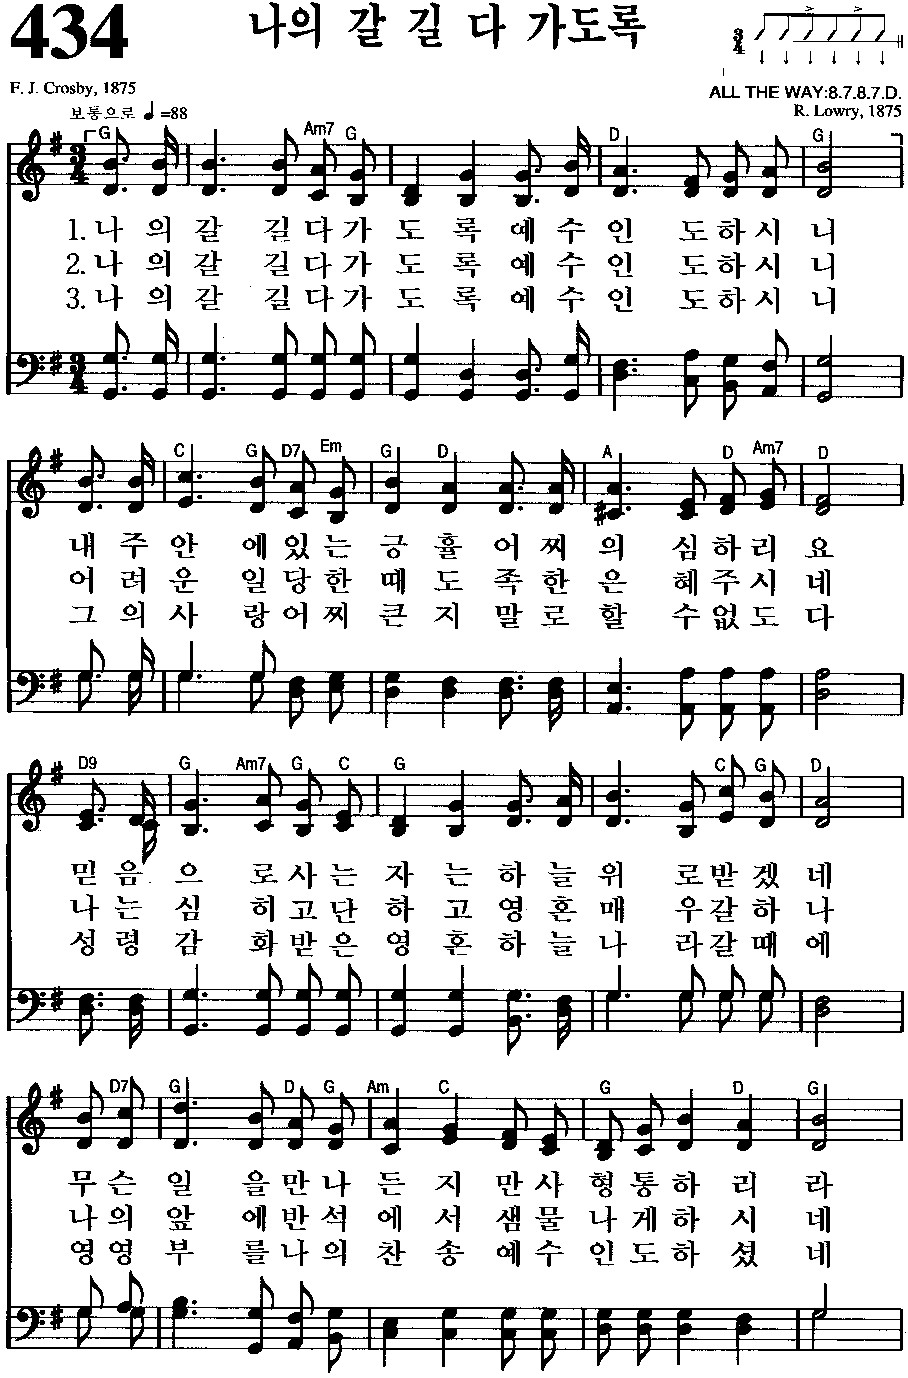 434
나의 갈 길 다 가도록
3/4
F. J. Crosby, 1875
ALL THE WAY:8.7.8.7.D.
보통으로 ♩=88
R. Lowry, 1875
G Am7 G D G
1. 나 의 갈 길 다 가 도 록 예 수 인 도 하 시 니
2. 나 의 갈 길 다 가 도 록 예 수 인 도 하 시 니
3. 나 의 갈 길 다 가 도 록 예 수 인 도 하 시 니
C G D7 Em G D A D Am7 D
내 주 안 에 있 는 긍 휼 어 찌 의 심 하 리 요
어 려 운 일 당 한 때 도 족 한 은 혜 주 시 네
그 의 사 랑 어 찌 큰 지 말 로 할 수 없 도 다
D9 G Am7 G C G C G D
믿 음 으 로 사 는 자 는 하 늘 위 로 받 겠 네
나 는 심 히 고 단 하 고 영 혼 매 우 갈 하 나
성 령 감 화 받 은 영 혼 하 늘 나 라 갈 때 에
D7 G D G Am C G D G
무 슨 일 을 만 나 든 지 만 사 형 통 하 리 라
나 의 앞 에 반 석 에 서 샘 물 나 게 하 시 네
영 영 부 를 나 의 찬 송 예 수 인 도 하 셨 네